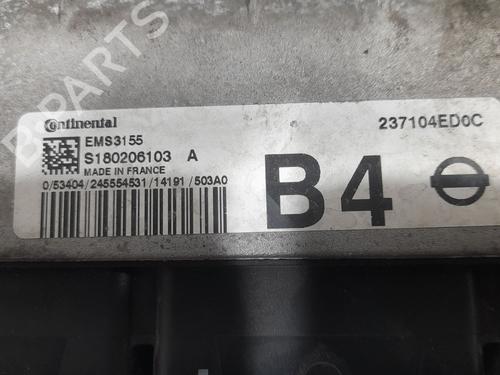 B-PARTS
Continental
237104ED0C
EMS3155
S180206103 A
MADE IN FRANCE
0/53404/245554531/14191/503A0
B4